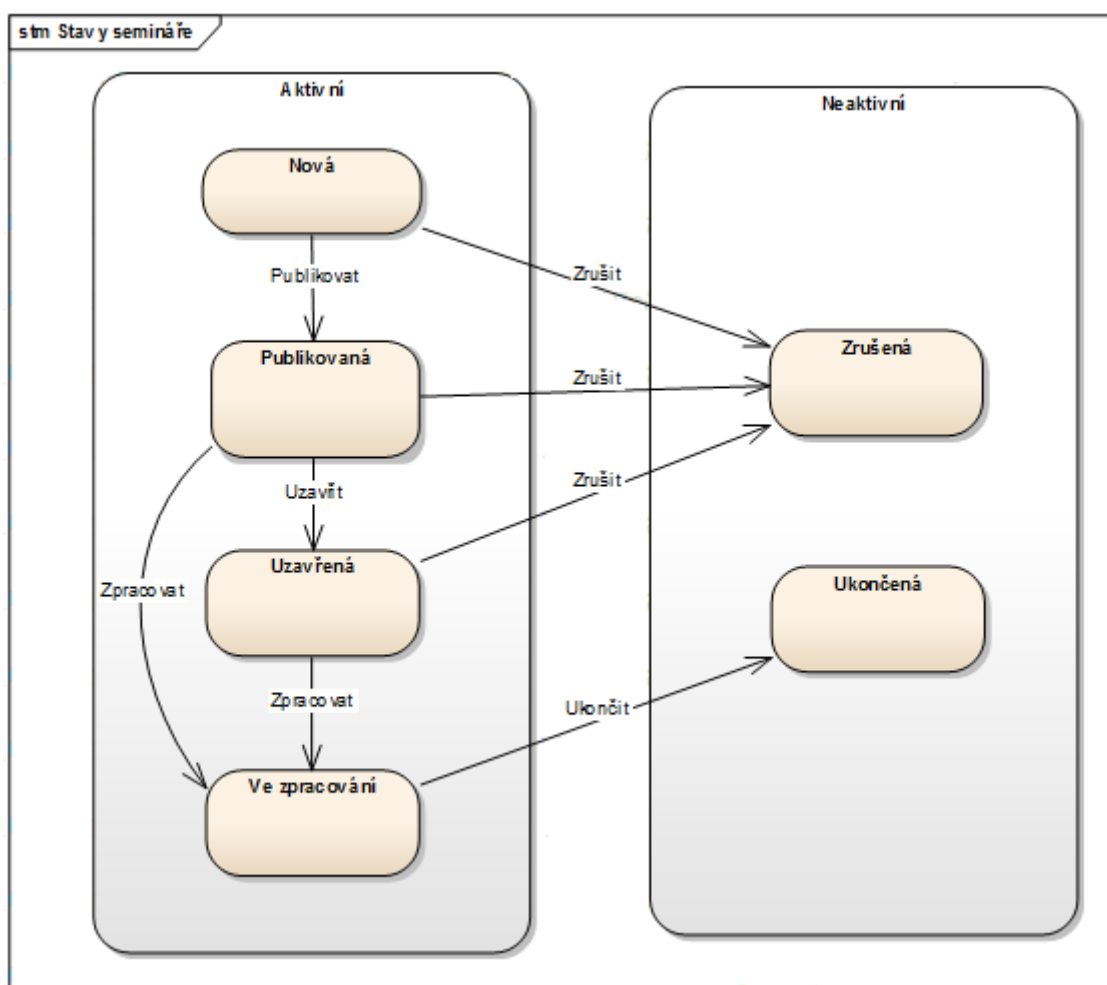 stm Stavy semináře
Aktivní
Neaktivní
Nová
Publikovat
Zrušit
Publikovaná
Zrušit
Zrušená
Uzavřít
Zrušit
Uzavřená
Ukončená
Zpracovat
Zpracovat
Ukončit
Ve zpracování